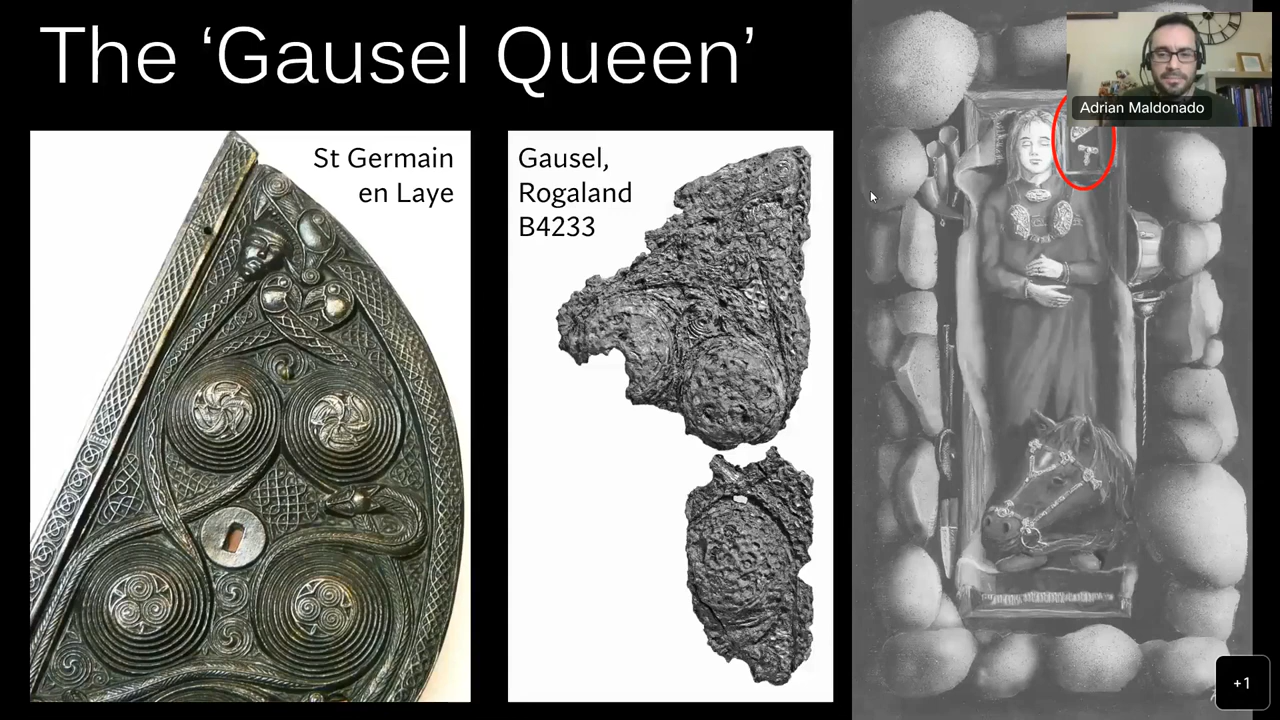 The ‘Gausel Queen’
St Germain
en Laye
Gausel,
Rogaland
B4233
Adrian Maldonado
+1